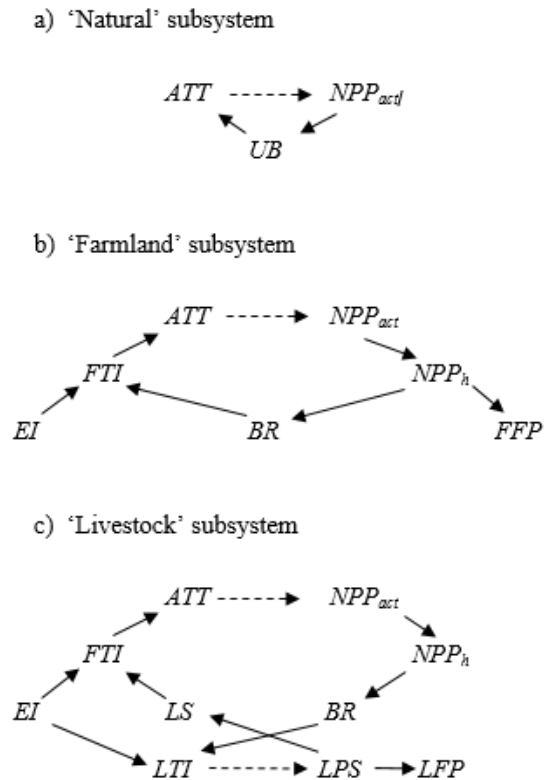 a) ‘Natural’ subsystem
ATT NPPact/
UB
b) ‘Farmland’ subsystem
ATT NPPact
FTI NPPh
EI BR FFP
c) ‘Livestock’ subsystem
ATT NPPact
FTI NPPh
EI LS BR
LTI LPS LFP